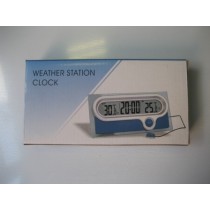 WEATHER STATION
CLOCK
30 20:00 25.